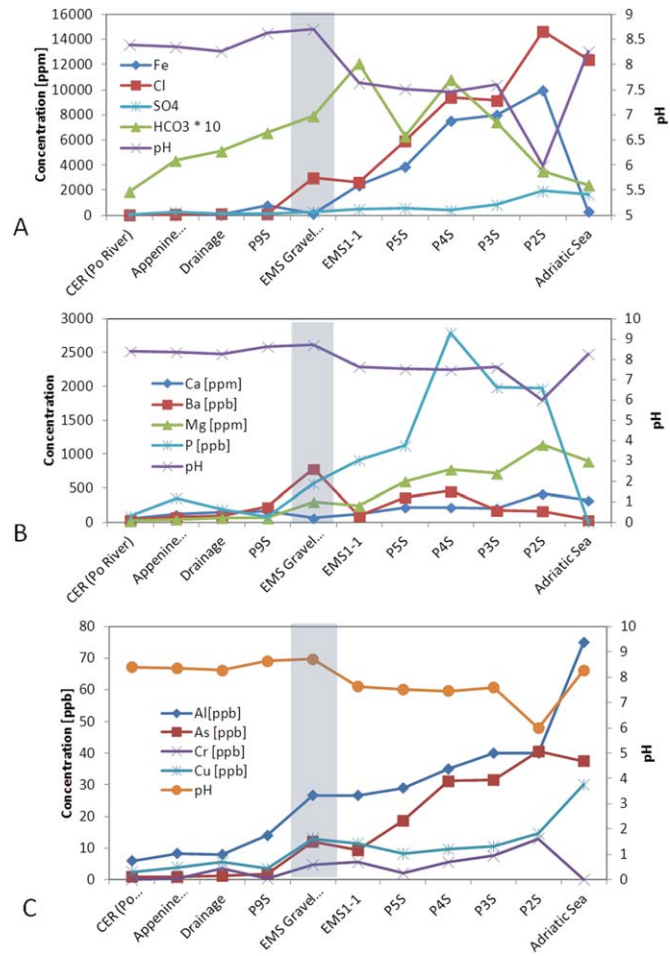 A
Concentration [ppm]
16000
14000
12000
10000
8000
6000
4000
2000
0
Fe
Cl
SO4
HCO3 * 10
pH
9
8.5
8
7.5
7
6.5
6
5.5
5
pH
CER (Po River)
Appenine...
Drainage
P9S
EMS Gravel...
EMS1-1
P5S
P4S
P3S
P2S
Adriatic Sea
B
Concentration
3000
2500
2000
1500
1000
500
0
Ca [ppm]
Ba [ppb]
Mg [ppm]
P [ppb]
pH
10
9
8
7
6
5
4
3
2
1
0
pH
CER (Po River)
Appenine...
Drainage
P9S
EMS Gravel...
EMS1-1
P5S
P4S
P3S
P2S
Adriatic Sea
C
Concentration [ppb]
80
70
60
50
40
30
20
10
0
Al[ppb]
As [ppb]
Cr [ppb]
Cu [ppb]
pH
10
9
8
7
6
5
4
3
2
1
0
pH
CER (Po...
Appenine...
Drainage
P9S
EMS Gravel...
EMS1-1
P5S
P4S
P3S
P2S
Adriatic Sea